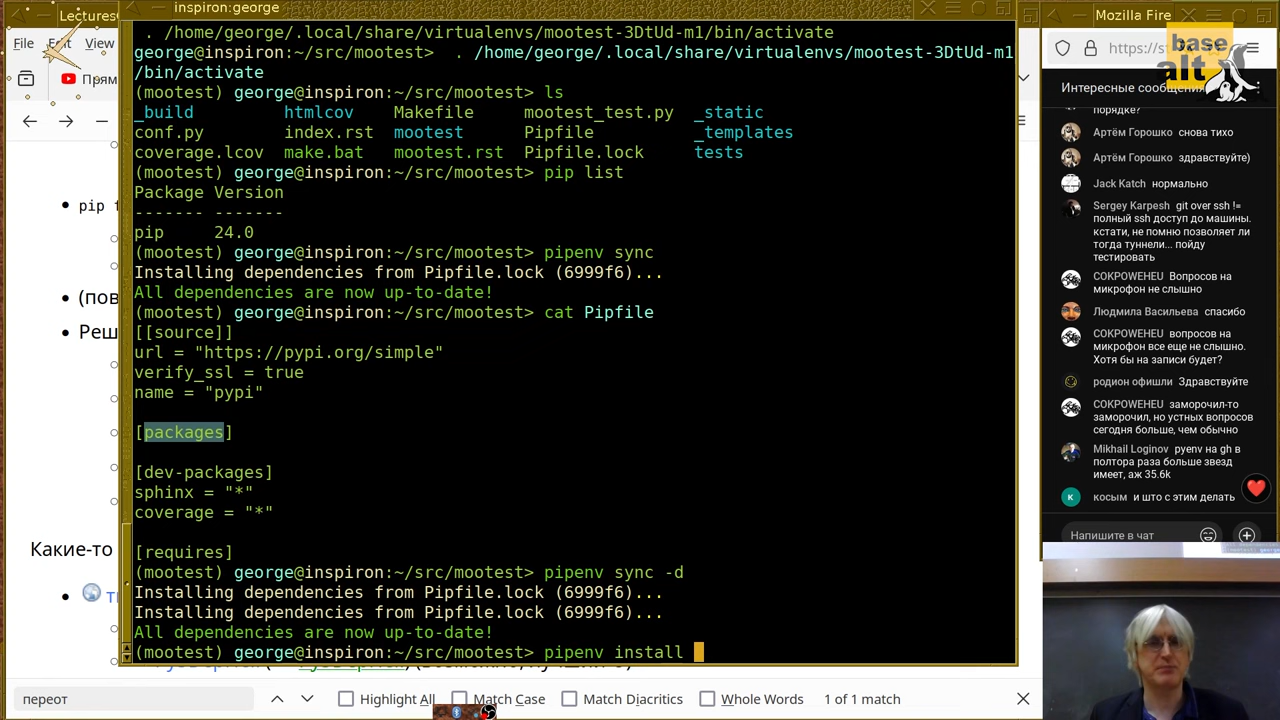 Lectures
inspiron:george
Mozilla Fire
File Edit View
https://s
base
alt
Прям
Интересные сообщения
pip f
(пов
Реш
Какие-то
. /home/george/.local/share/virtualenvs/mootest-3DtUd-m1/bin/activate
george@inspiron:~/src/mootest> . /home/george/.local/share/virtualenvs/mootest-3DtUd-m1
/bin/activate
(mootest) george@inspiron:~/src/mootest> ls
_build htmlcov Makefile mootest_test.py _static
conf.py index.rst mootest Pipfile _templates
coverage.lcov make.bat mootest.rst Pipfile.lock tests
(mootest) george@inspiron:~/src/mootest> pip list
Package Version
------- -------
pip 24.0
(mootest) george@inspiron:~/src/mootest> pipenv sync
Installing dependencies from Pipfile.lock (6999f6)...
All dependencies are now up-to-date!
(mootest) george@inspiron:~/src/mootest> cat Pipfile
[[source]]
url = "https://pypi.org/simple"
verify_ssl = true
name = "pypi"
[packages]
[dev-packages]
sphinx = "*"
coverage = "*"
[requires]
(mootest) george@inspiron:~/src/mootest> pipenv sync -d
Installing dependencies from Pipfile.lock (6999f6)...
Installing dependencies from Pipfile.lock (6999f6)...
All dependencies are now up-to-date!
(mootest) george@inspiron:~/src/mootest> pipenv install
порядке?
Артём Горошко снова тихо
Артём Горошко здравствуйте)
Jack Katch нормально
Sergey Karpesh git over ssh !=
полный ssh доступ до машины.
кстати, не помню позволяет ли
тогда туннели... пойду
тестировать
COKPOWEHEU Вопросов на
микрофон не слышно
Людмила Васильева спасибо
COKPOWEHEU вопросов на
микрофон все еще не слышно.
Хотя бы на записи будет?
родион офишли Здравствуйте
COKPOWEHEU заморочил-то
заморочил, но устных вопросов
сегодня больше, чем обычно
Mikhail Loginov pyenv на gh в
полтора раза больше звезд
имеет, аж 35.6k
к косым и што с этим делать
Напишите в чат
переот
Highlight All
Match Case
Match Diacritics
Whole Words
1 of 1 match